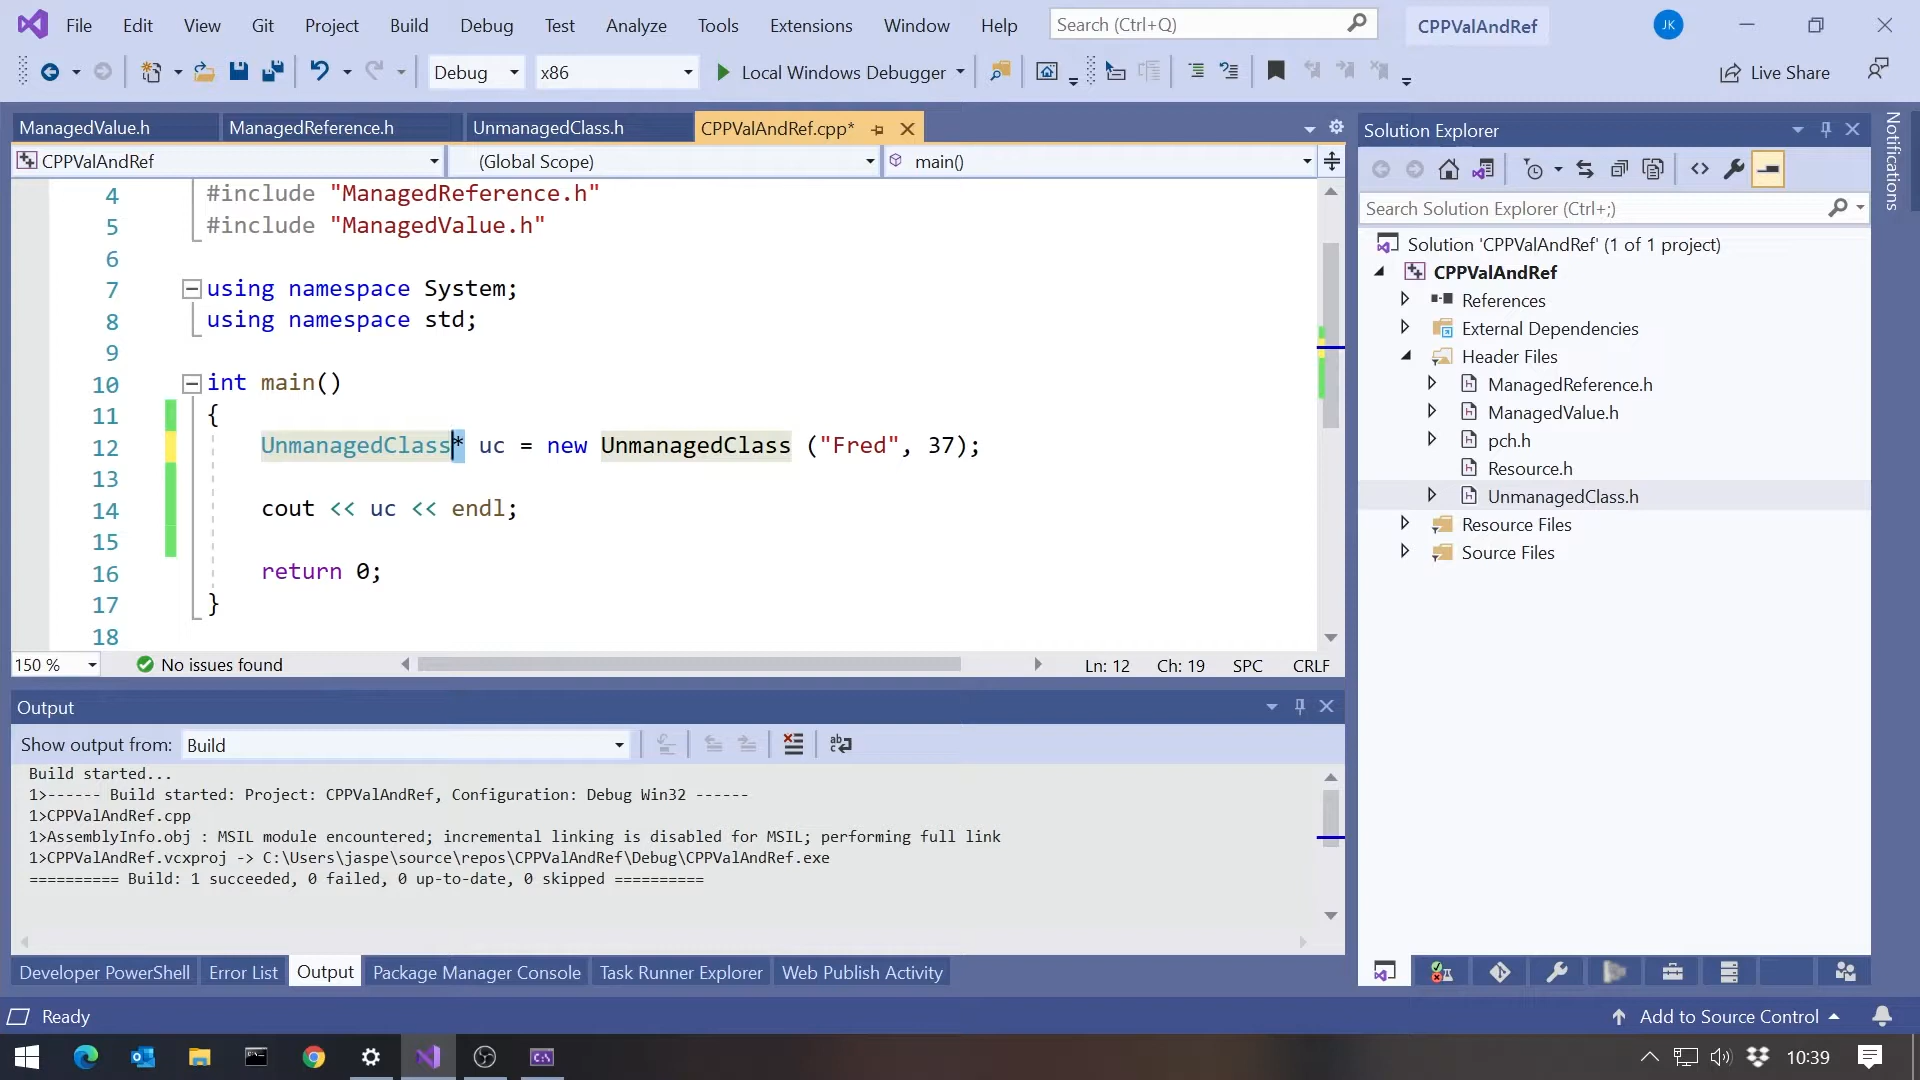 File Edit View Git Project Build Debug Test Analyze Tools Extensions Window Help Search (Ctrl+Q) CPPValAndRef JK
Debug x86 Local Windows Debugger Live Share
ManagedValue.h ManagedReference.h UnmanagedClass.h CPPValAndRef.cpp*
CPPValAndRef (Global Scope) main()
4 #include "ManagedReference.h"
5 #include "ManagedValue.h"
6
7 using namespace System;
8 using namespace std;
9
10 int main()
11 {
12 UnmanagedClass* uc = new UnmanagedClass ("Fred", 37);
13
14 cout << uc << endl;
15
16 return 0;
17 }
18
150 % No issues found Ln: 12 Ch: 19 SPC CRLF
Output
Show output from: Build
Build started...
1>------ Build started: Project: CPPValAndRef, Configuration: Debug Win32 ------
1>CPPValAndRef.cpp
1>AssemblyInfo.obj : MSIL module encountered; incremental linking is disabled for MSIL; performing full link
1>CPPValAndRef.vcxproj -> C:\Users\jaspe\source\repos\CPPValAndRef\Debug\CPPValAndRef.exe
========== Build: 1 succeeded, 0 failed, 0 up-to-date, 0 skipped ==========
Developer PowerShell Error List Output Package Manager Console Task Runner Explorer Web Publish Activity
Solution Explorer
Search Solution Explorer (Ctrl+;)
Solution 'CPPValAndRef' (1 of 1 project)
CPPValAndRef
References
External Dependencies
Header Files
ManagedReference.h
ManagedValue.h
pch.h
Resource.h
UnmanagedClass.h
Resource Files
Source Files
Notifications
Ready Add to Source Control
10:39